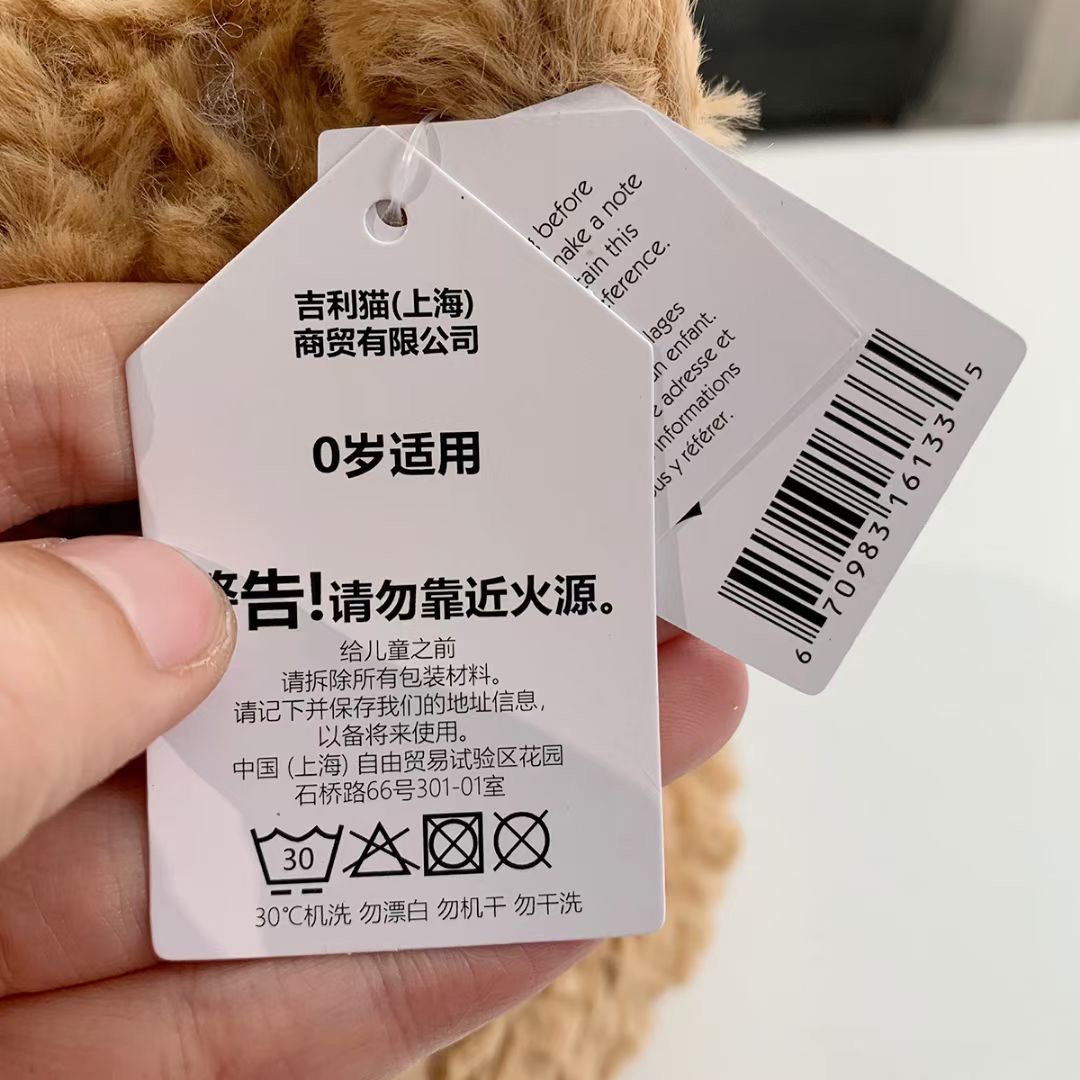 吉利猫(上海)
商贸有限公司
0岁适用
告!请勿靠近火源。
给儿童之前
请拆除所有包装材料。
请记下并保存我们的地址信息,
以备将来使用。
中国 (上海) 自由贸易试验区花园
石桥路66号301-01室
30
30℃机洗 勿漂白 勿机干 勿干洗
before
make a note
this
lages
un enfant.
adresse et
informations
y référer.
6 70983 16133 5